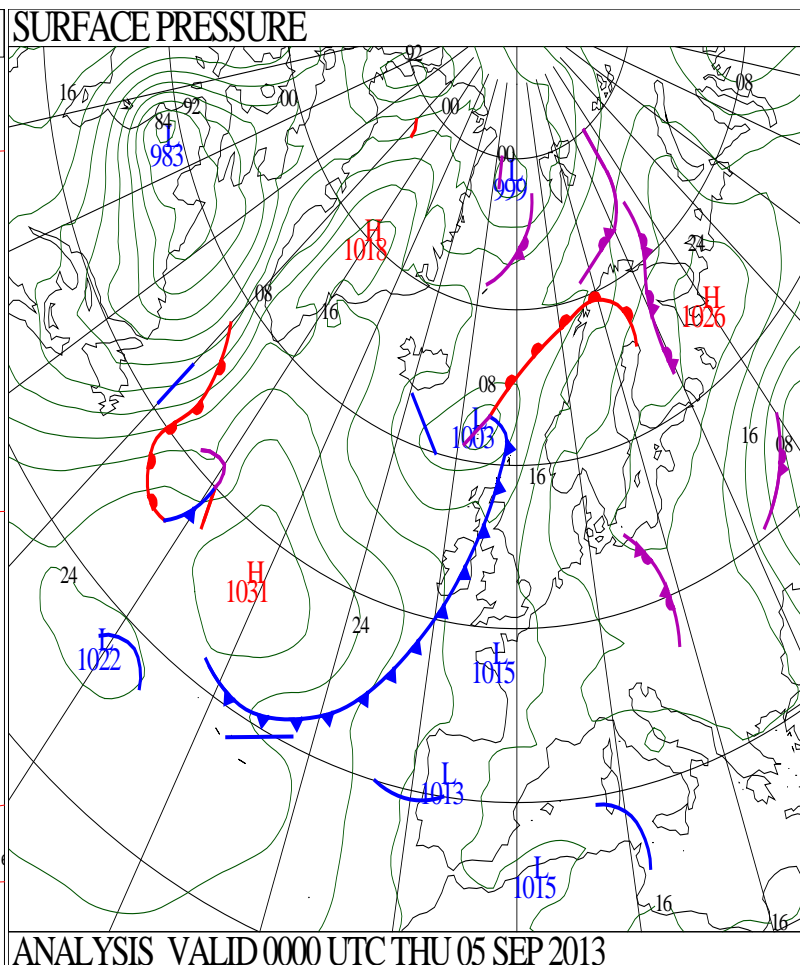 SURFACE PRESSURE
92
16
00
92
00
08
84
L
983
00
L
999
H
1018
24
08
H
1026
16
08
L
1003
16
08
16
24
H
1031
24
L
1022
L
1015
L
1013
L
1015
16
16
ANALYSIS VALID 0000 UTC THU 05 SEP 2013